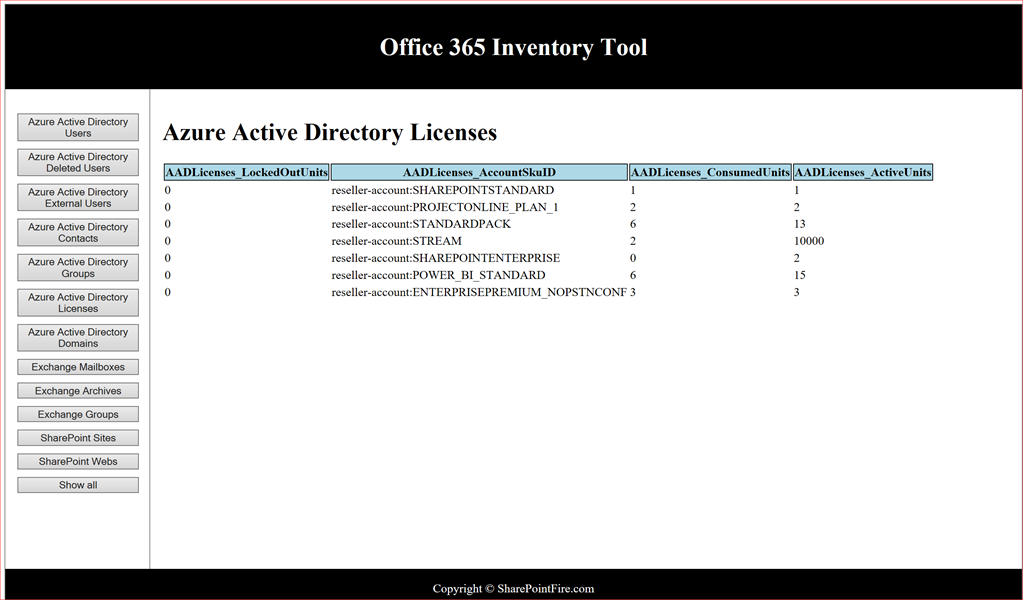 Office 365 Inventory Tool
Azure Active Directory
Users
Azure Active Directory
Deleted Users
Azure Active Directory
External Users
Azure Active Directory
Contacts
Azure Active Directory
Groups
Azure Active Directory
Licenses
Azure Active Directory
Domains
Exchange Mailboxes
Exchange Archives
Exchange Groups
SharePoint Sites
SharePoint Webs
Show all
Azure Active Directory Licenses
AADLicenses_LockedOutUnits AADLicenses_AccountSkuID AADLicenses_ConsumedUnits AADLicenses_ActiveUnits
0 reseller-account:SHAREPOINTSTANDARD 1 1
0 reseller-account:PROJECTONLINE_PLAN_1 2 2
0 reseller-account:STANDARDPACK 6 13
0 reseller-account:STREAM 2 10000
0 reseller-account:SHAREPOINTENTERPRISE 0 2
0 reseller-account:POWER_BI_STANDARD 6 15
0 reseller-account:ENTERPRISEPREMIUM_NOPSTNCONF 3 3
Copyright © SharePointFire.com